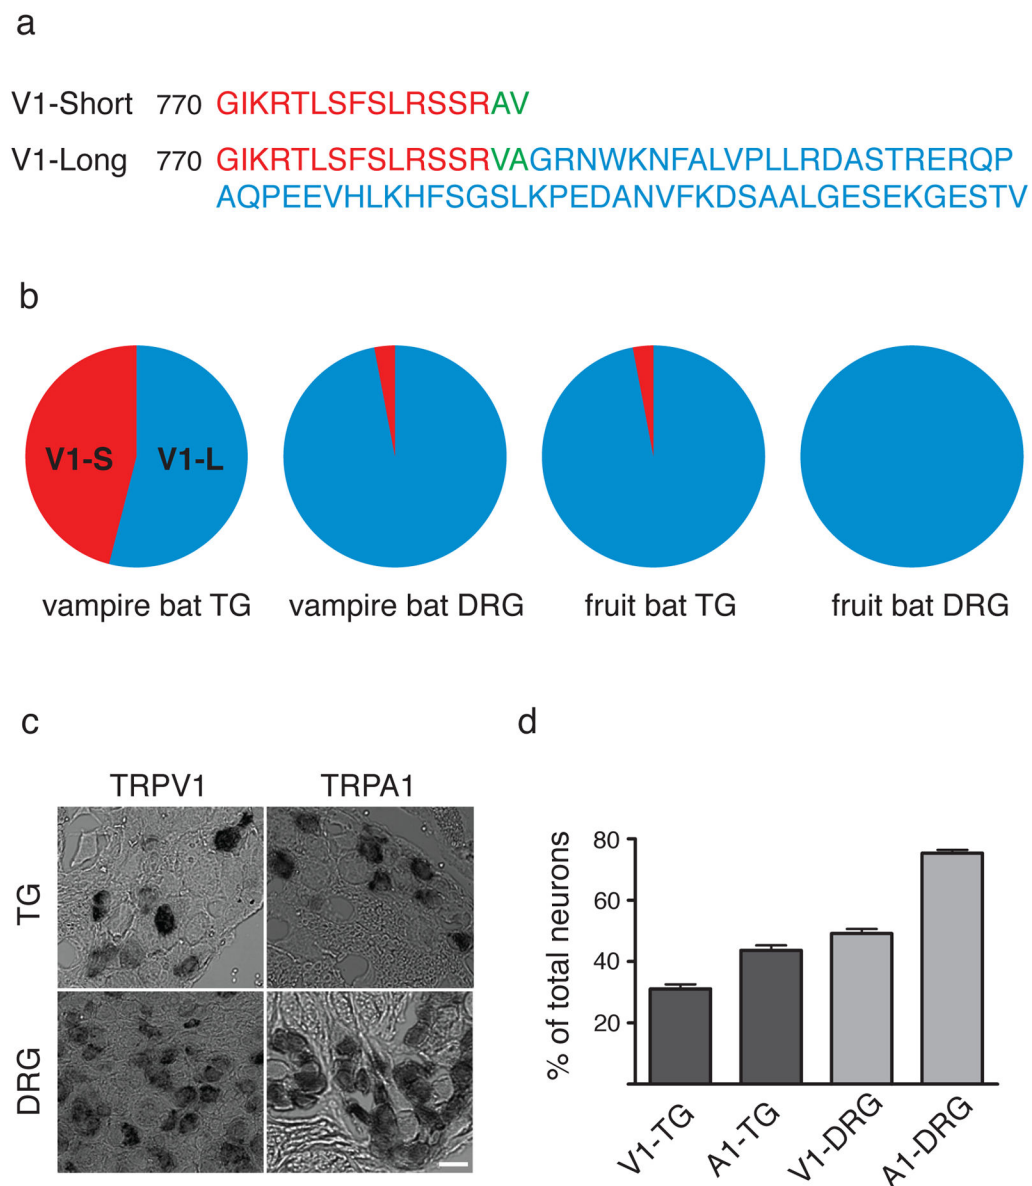 a
V1-Short 770 GIKRTLSFSLRSSRAV
V1-Long 770 GIKRTLSFSLRSSRVAGRNWKNFALVPLLRDASTRERQP
AQPEEVHLKHFSGSLKPEDANVFKDSAALGESEKGESTV
b
V1-S V1-L
vampire bat TG vampire bat DRG fruit bat TG fruit bat DRG
c
TRPV1 TRPA1
TG
DRG
d
% of total neurons
80
60
40
20
V1-TG A1-TG V1-DRG A1-DRG